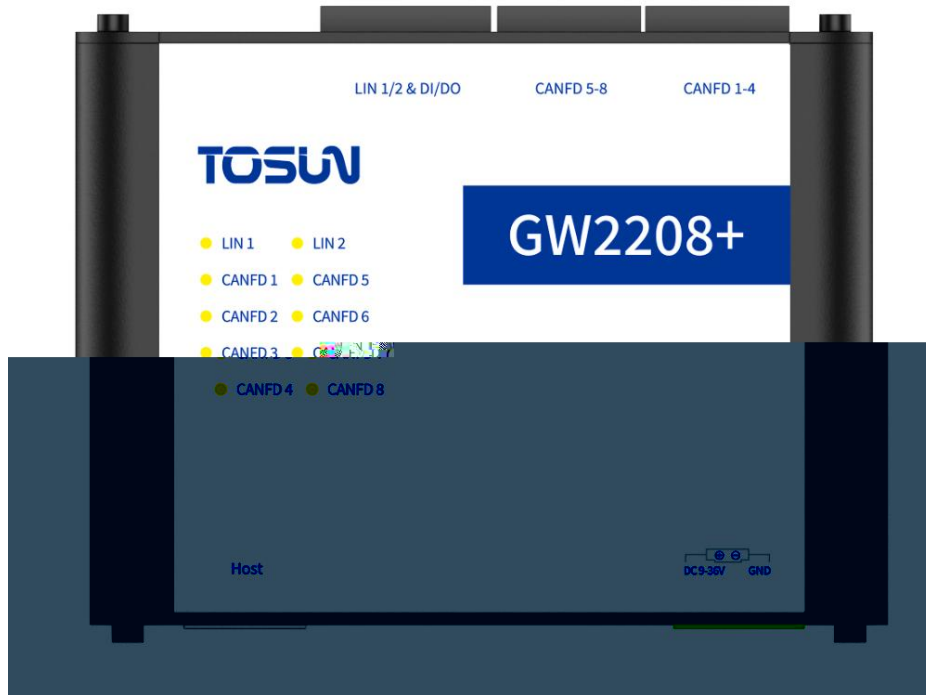 LIN 1/2 & DI/DO CANFD 5-8 CANFD 1-4
TOSUN
GW2208+
LIN 1 LIN 2
CANFD 1 CANFD 5
CANFD 2 CANFD 6
CANFD 3
CANFD 4 CANFD 8
Host
DC9-36V GND